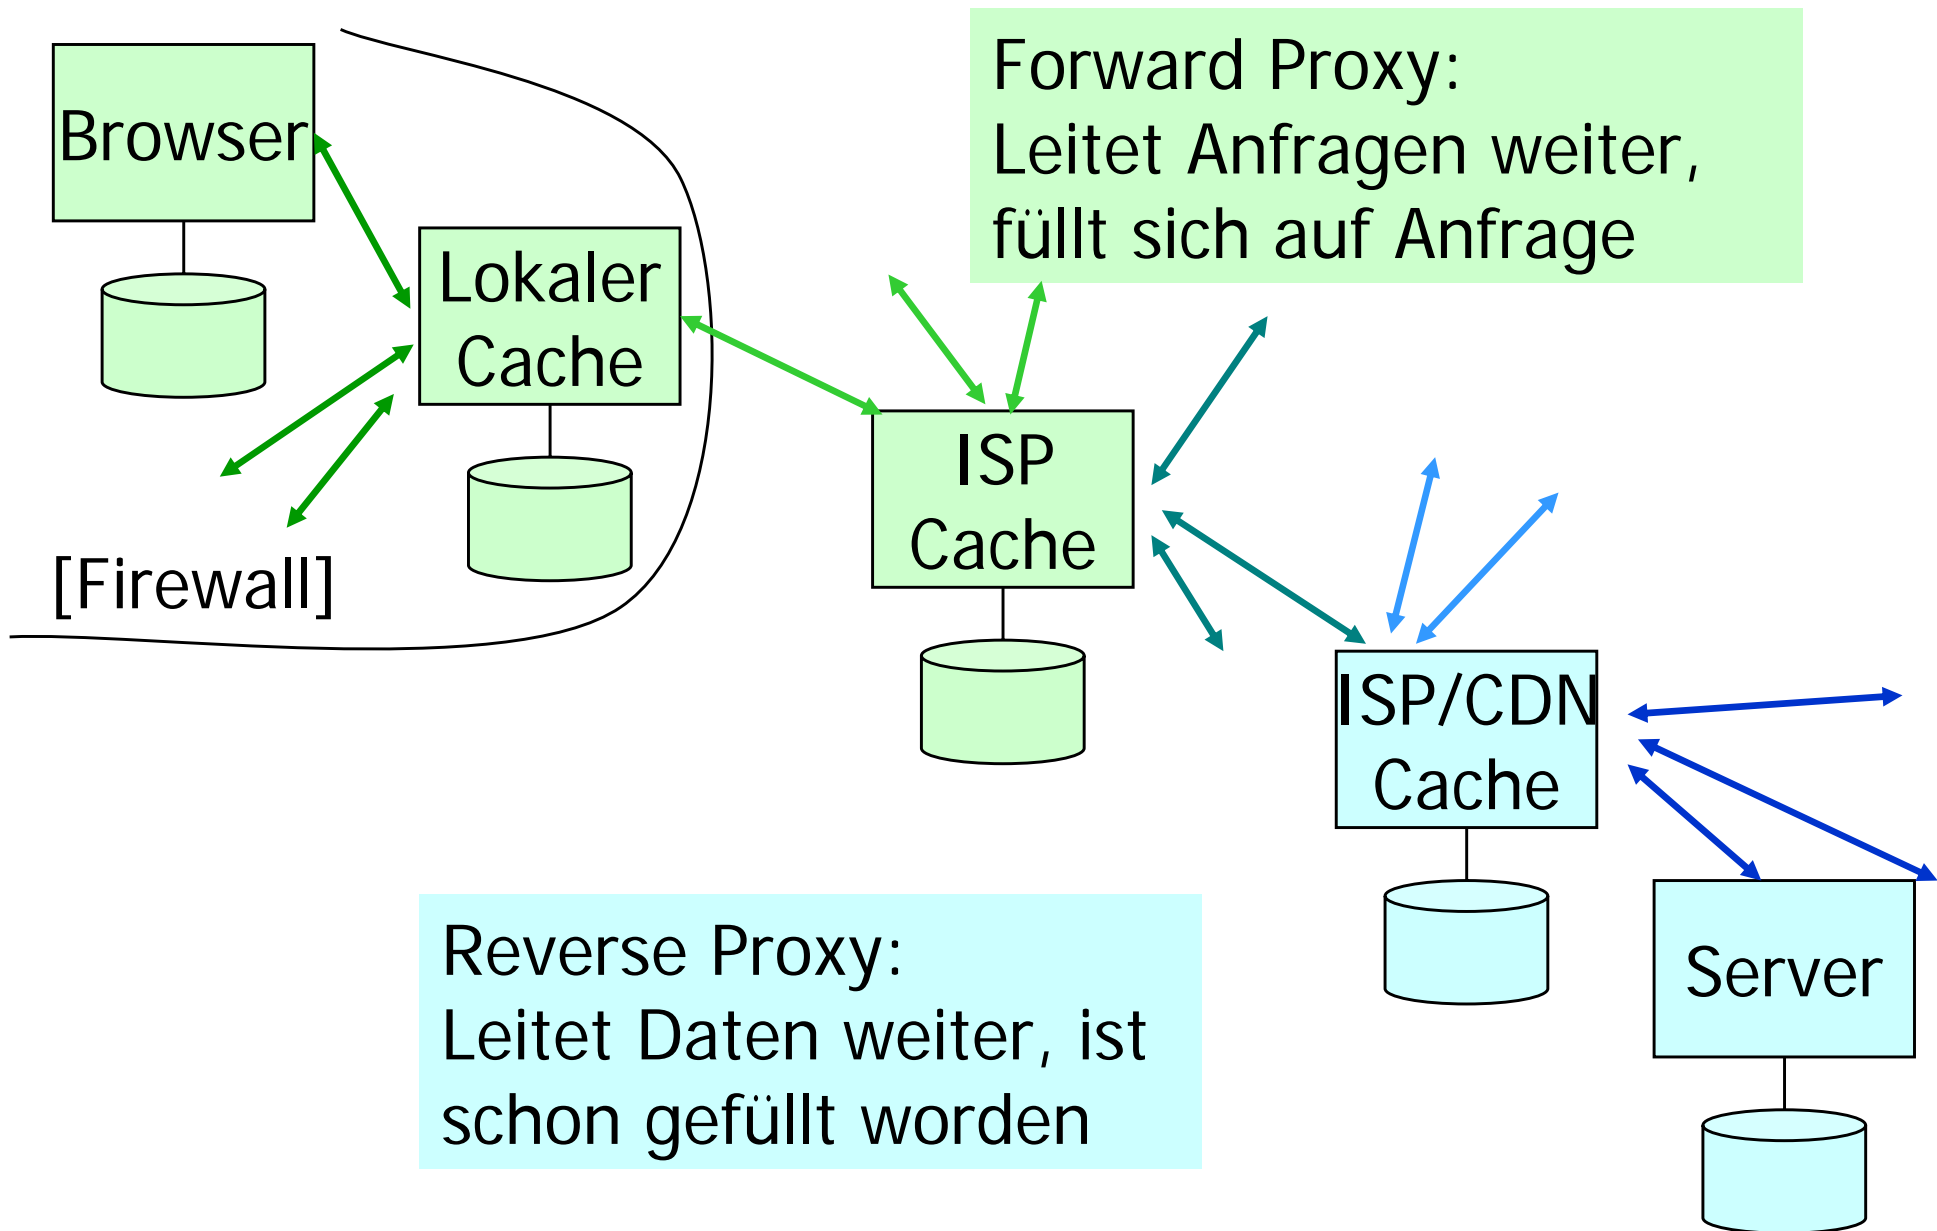 Browser
Forward Proxy:
Leitet Anfragen weiter,
füllt sich auf Anfrage
Lokaler
Cache
ISP
Cache
[Firewall]
ISP/CDN
Cache
Reverse Proxy:
Leitet Daten weiter, ist
schon gefüllt worden
Server